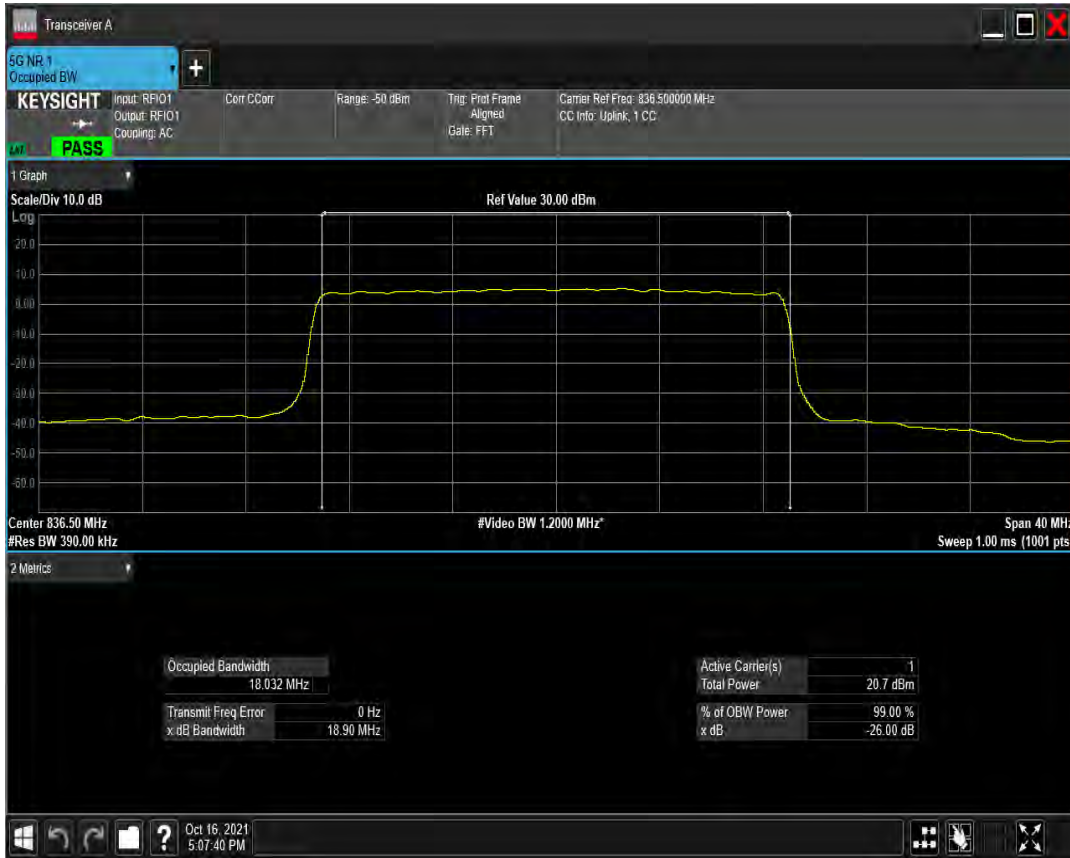 Transceiver A
5G NR 1
Occupied BW
+
KEYSIGHT
Input: RFIO1
Output: RFIO1
Coupling: AC
Corr CCorr
Range: -50 dBm
Trig: Prot Frame
Aligned
Gate: FFT
Carrier Ref Freq: 836.500000 MHz
CC Info: Uplink, 1 CC
PASS
1 Graph
Scale/Div 10.0 dB
Ref Value 30.00 dBm
Log
20.0
10.0
0.00
-10.0
-20.0
-30.0
-40.0
-50.0
-60.0
Center 836.50 MHz
#Video BW 1.2000 MHz*
Span 40 MHz
#Res BW 390.00 kHz
Sweep 1.00 ms (1001 pts
2 Metrics
Occupied Bandwidth
18.032 MHz
Transmit Freq Error 0 Hz
x dB Bandwidth 18.90 MHz
Active Carrier(s) 1
Total Power 20.7 dBm
% of OBW Power 99.00 %
x dB -26.00 dB
?
Oct 16, 2021
5:07:40 PM